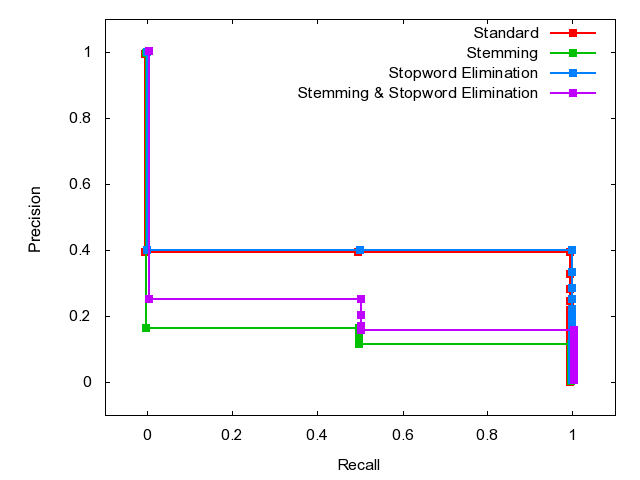 Standard
Stemming
Stopword Elimination
Stemming & Stopword Elimination
1
0.8
0.6
0.4
0.2
0
Precision
0 0.2 0.4 0.6 0.8 1
Recall